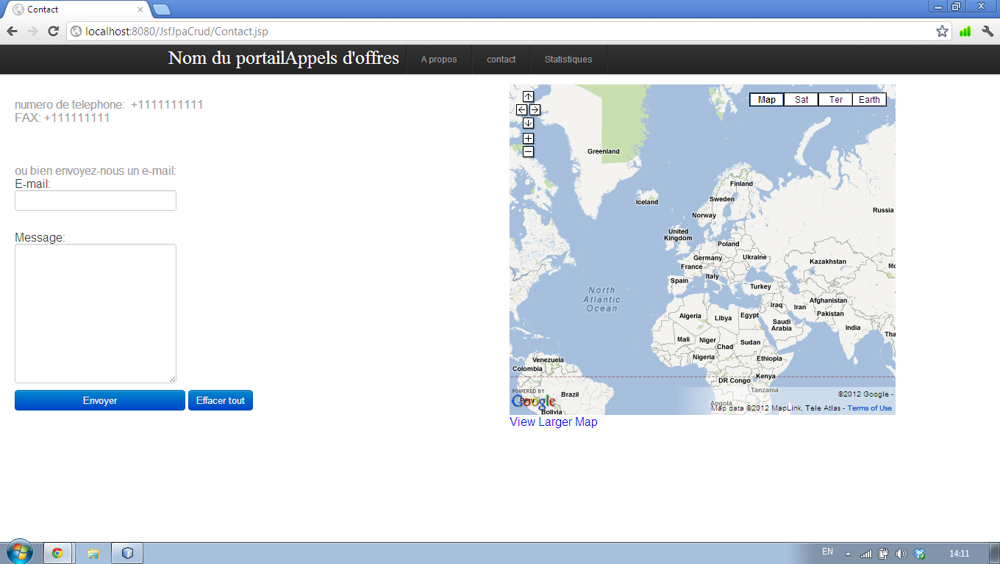 Contact
localhost:8080/JsfJpaCrud/Contact.jsp
Nom du portailAppels d'offres A propos contact Statistiques
numero de telephone: +1111111111
FAX: +111111111
ou bien envoyez-nous un e-mail:
E-mail:
Message:
Envoyer Effacer tout
Map Sat Ter Earth
Greenland
Finland
Iceland
Sweden
Norway
Russia
United
Kingdom
Poland
Germany
Ukraine
Kazakhstan
France
Italy
Spain
Turkey
North
Atlantic
Ocean
Afghanistan
Iraq
Iran
Pakistan
Algeria
Libya
Egypt
Saudi
Arabia
India
Mali
Niger
Chad
Sudan
Nigeria
Ethiopia
Venezuela
Colombia
DR Congo
Kenya
Tanzania
Brazil
Angola
Bolivia
POWERED BY
Google
©2012 Google -
Map data ©2012 MapLink, Tele Atlas - Terms of Use
View Larger Map
EN 14:11